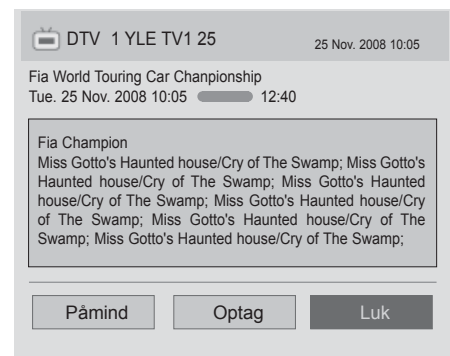 DTV 1 YLE TV1 25 25 Nov. 2008 10:05
Fia World Touring Car Chanpionship
Tue. 25 Nov. 2008 10:05 12:40
Fia Champion
Miss Gotto's Haunted house/Cry of The Swamp; Miss Gotto's
Haunted house/Cry of The Swamp; Miss Gotto's Haunted
house/Cry of The Swamp; Miss Gotto's Haunted house/Cry
of The Swamp; Miss Gotto's Haunted house/Cry of The
Swamp; Miss Gotto's Haunted house/Cry of The Swamp;
Påmind Optag Luk